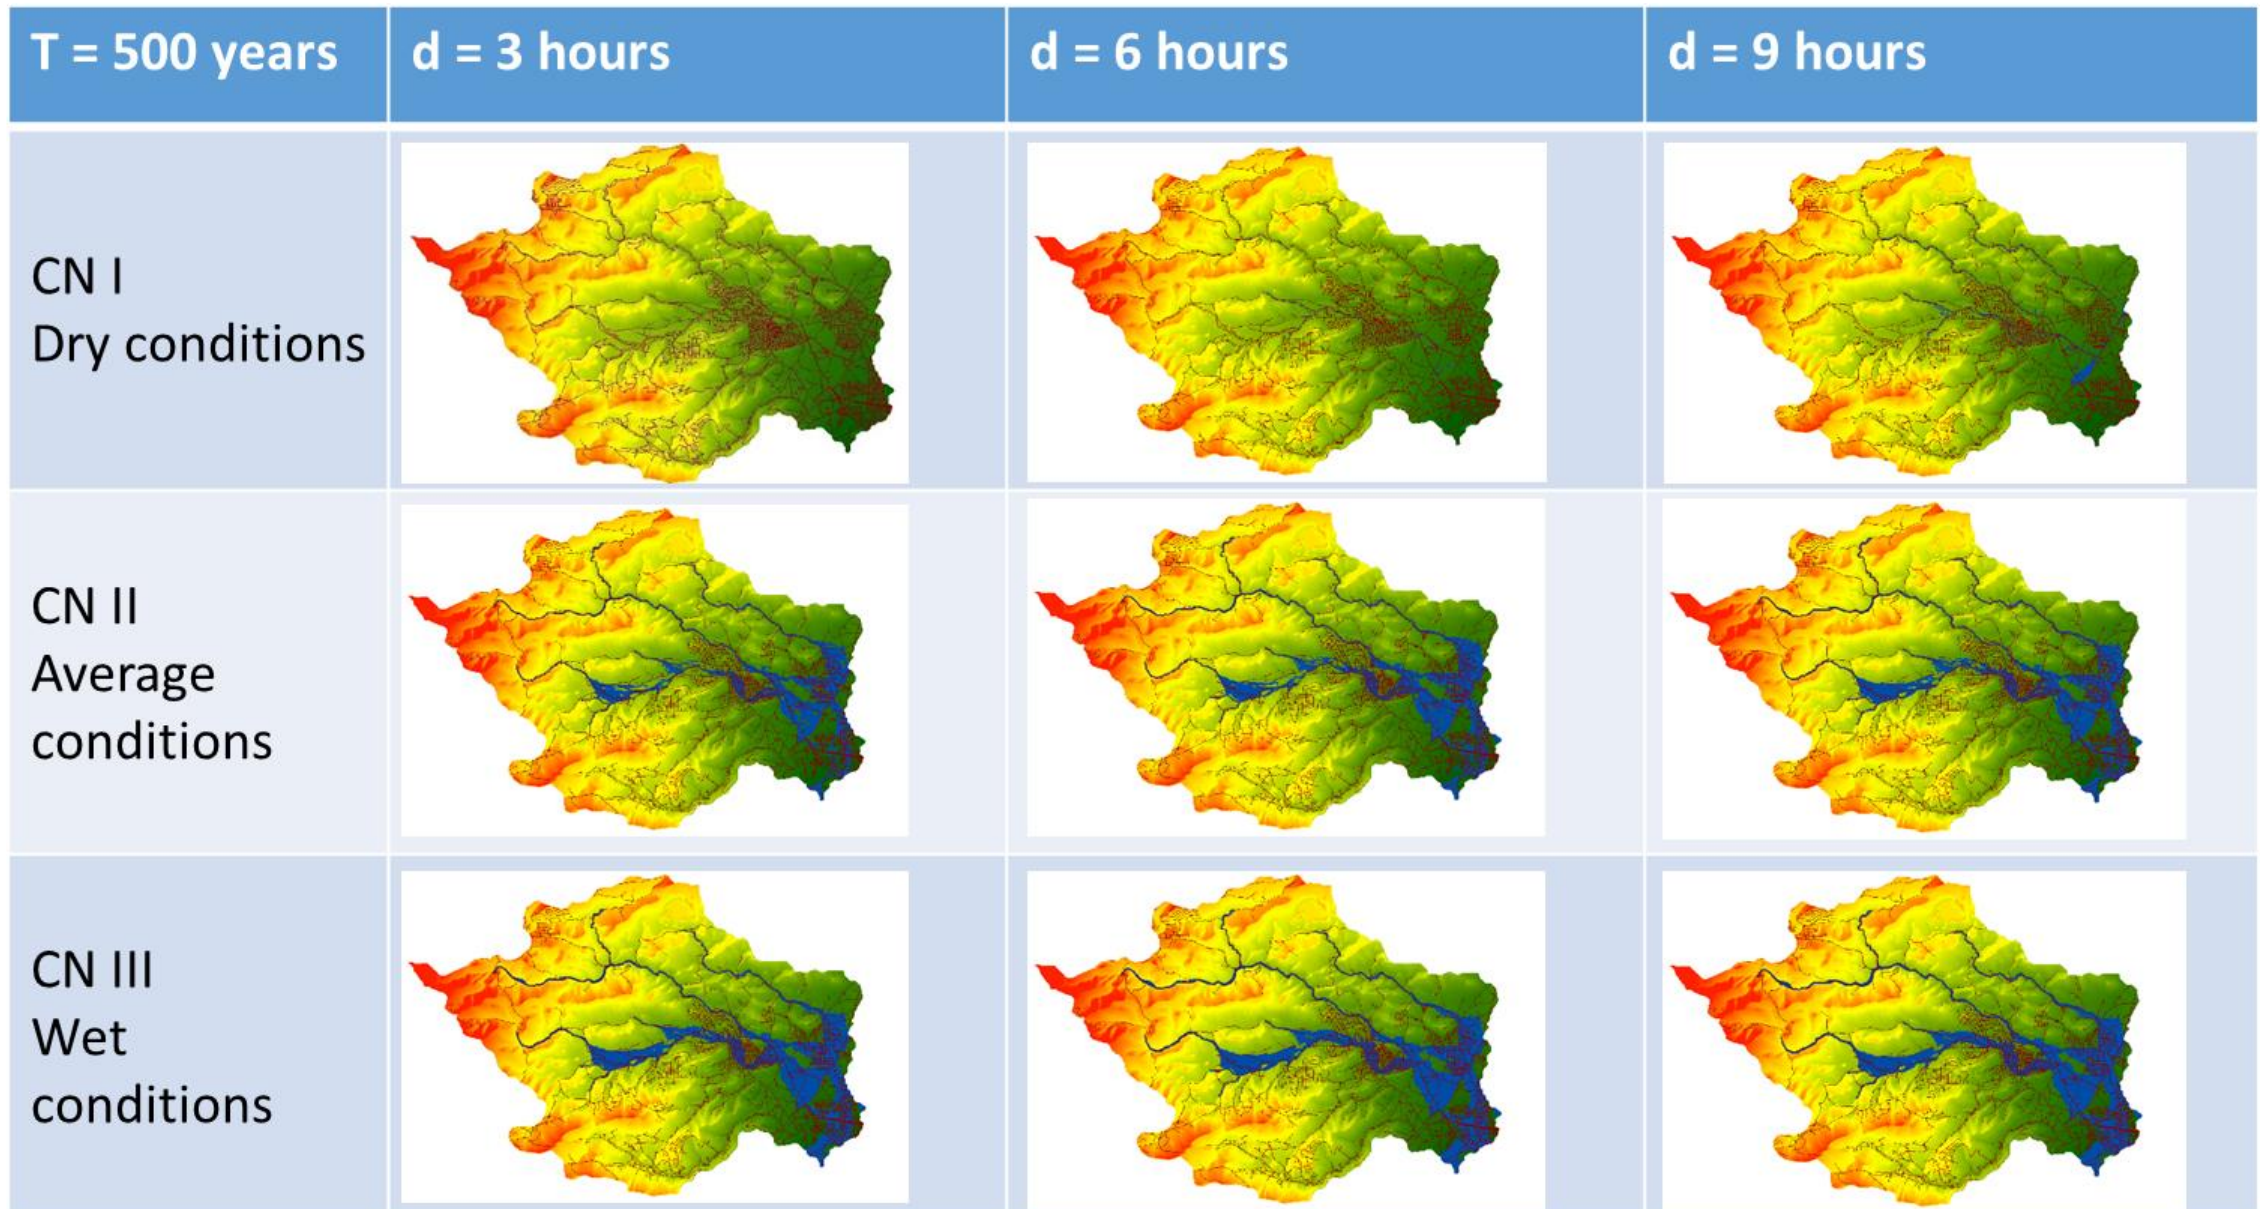 T = 500 years
d = 3 hours
d = 6 hours
d = 9 hours
CN I
Dry conditions
CN II
Average
conditions
CN III
Wet
conditions